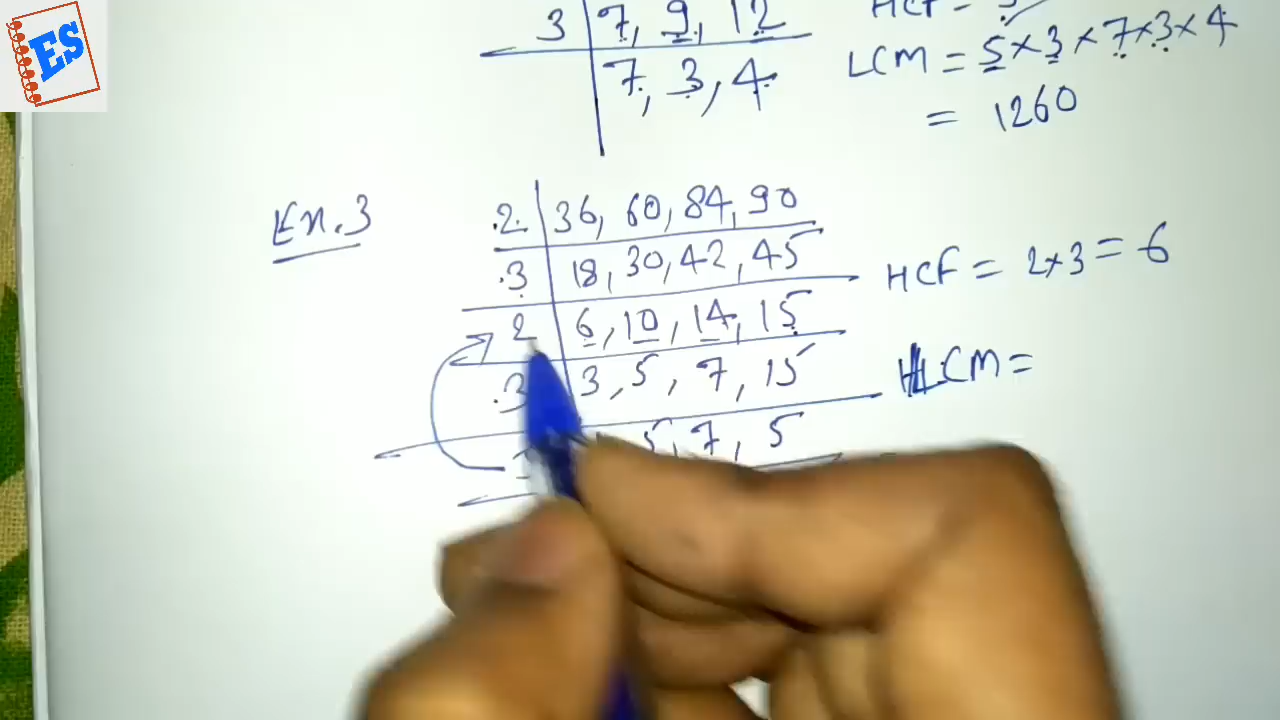 ES
3 | 7, 9, 12
7, 3, 4
LCM = 5×3×7×3×4
= 1260
Ex.3
2 | 36, 60, 84, 90
3 | 18, 30, 42, 45
2 | 6, 10, 14, 15
3 | 3, 5, 7, 15
5, 7, 5
HCF = 2×3 = 6
LCM =